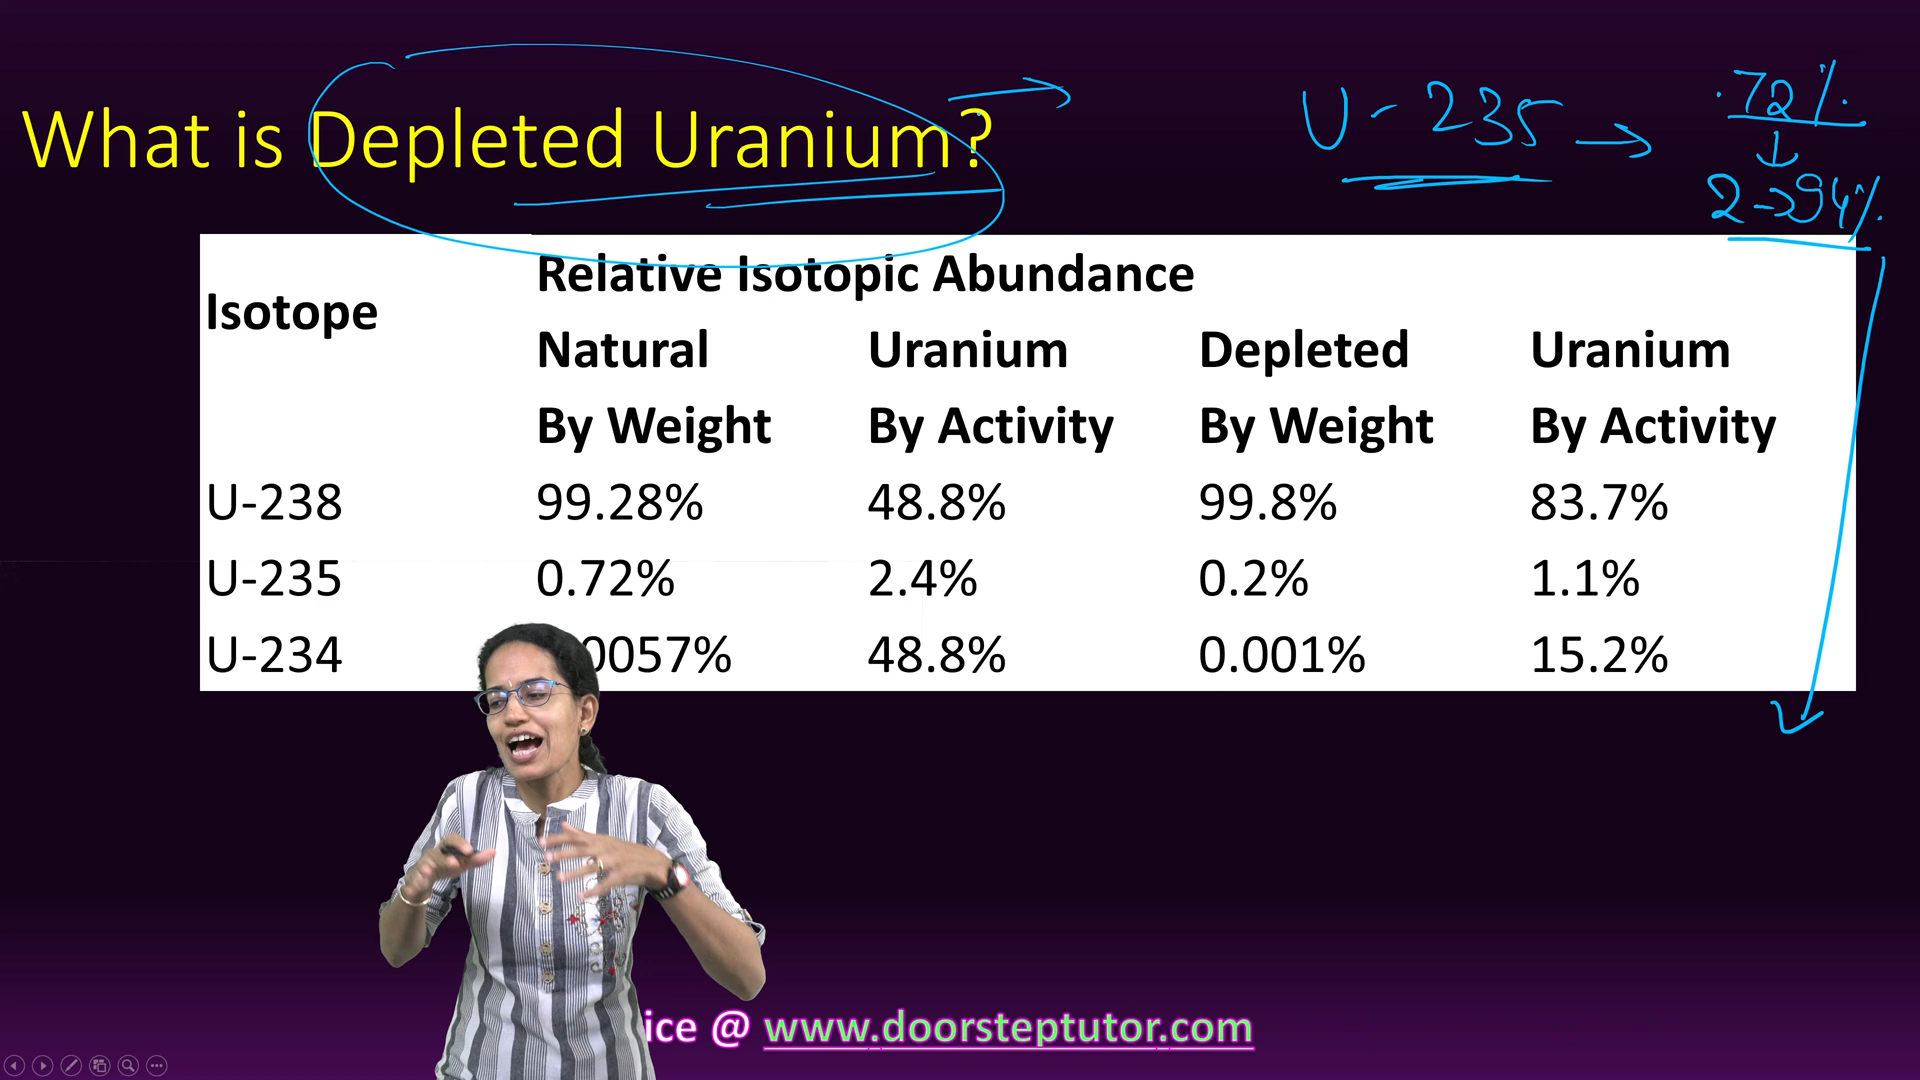 What is Depleted Uranium?
U - 235 → .72%.
↓
2 → 94%.
Isotope
Relative Isotopic Abundance
Natural Uranium Depleted Uranium
By Weight By Activity By Weight By Activity
U-238 99.28% 48.8% 99.8% 83.7%
U-235 0.72% 2.4% 0.2% 1.1%
U-234 0057% 48.8% 0.001% 15.2%
ice @ www.doorsteptutor.com